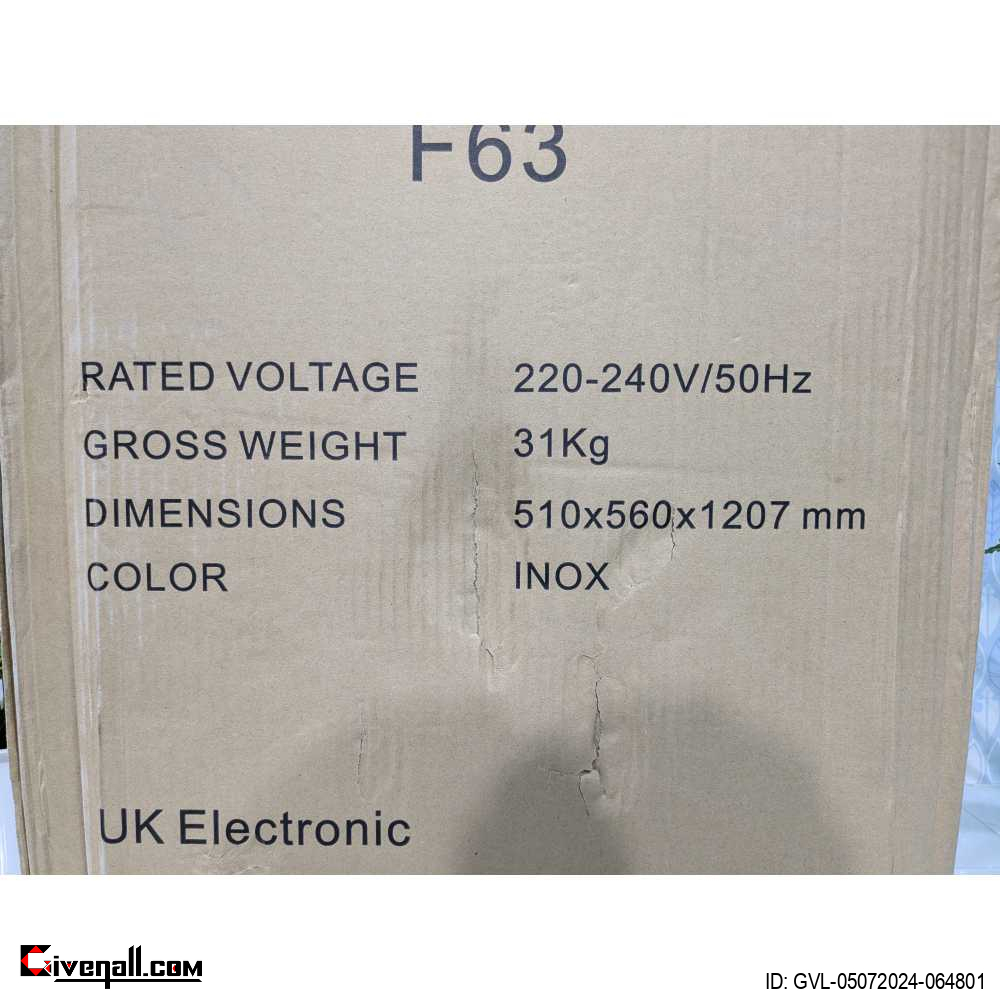 F63
RATED VOLTAGE 220-240V/50Hz
GROSS WEIGHT 31Kg
DIMENSIONS 510x560x1207 mm
COLOR INOX
UK Electronic
Givenall.com
ID: GVL-05072024-064801